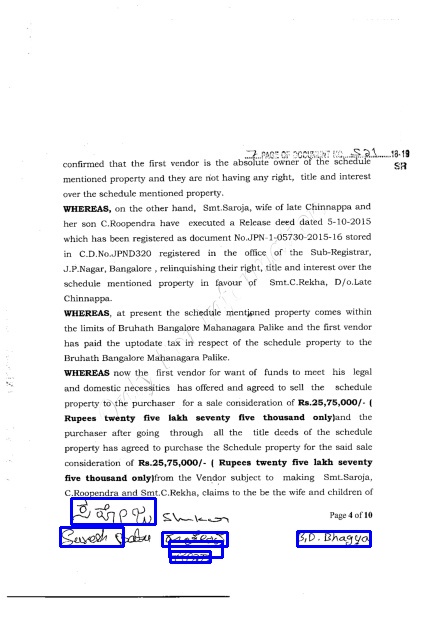 7 PAGE OF DOCUMENT NO. 521 18-19
SR
confirmed that the first vendor is the absolute owner of the schedule
mentioned property and they are not having any right, title and interest
over the schedule mentioned property.
WHEREAS, on the other hand, Smt.Saroja, wife of late Chinnappa and
her son C.Roopendra have executed a Release deed dated 5-10-2015
which has been registered as document No.JPN-1-05730-2015-16 stored
in C.D.No.JPND320 registered in the office of the Sub-Registrar,
J.P.Nagar, Bangalore , relinquishing their right, title and interest over the
schedule mentioned property in favour of Smt.C.Rekha, D/o.Late
Chinnappa.
WHEREAS, at present the schedule mentioned property comes within
the limits of Bruhath Bangalore Mahanagara Palike and the first vendor
has paid the uptodate tax in respect of the schedule property to the
Bruhath Bangalore Mahanagara Palike.
WHEREAS now the first vendor for want of funds to meet his legal
and domestic necessities has offered and agreed to sell the schedule
property to the purchaser for a sale consideration of Rs.25,75,000/- (
Rupees twenty five lakh seventy five thousand only)and the
purchaser after going through all the title deeds of the schedule
property has agreed to purchase the Schedule property for the said sale
consideration of Rs.25,75,000/- ( Rupees twenty five lakh seventy
five thousand only)from the Vendor subject to making Smt.Saroja,
C.Roopendra and Smt.C.Rekha, claims to the be the wife and children of
Page 4 of 10
Suresh Babu
S.D. Bhagya